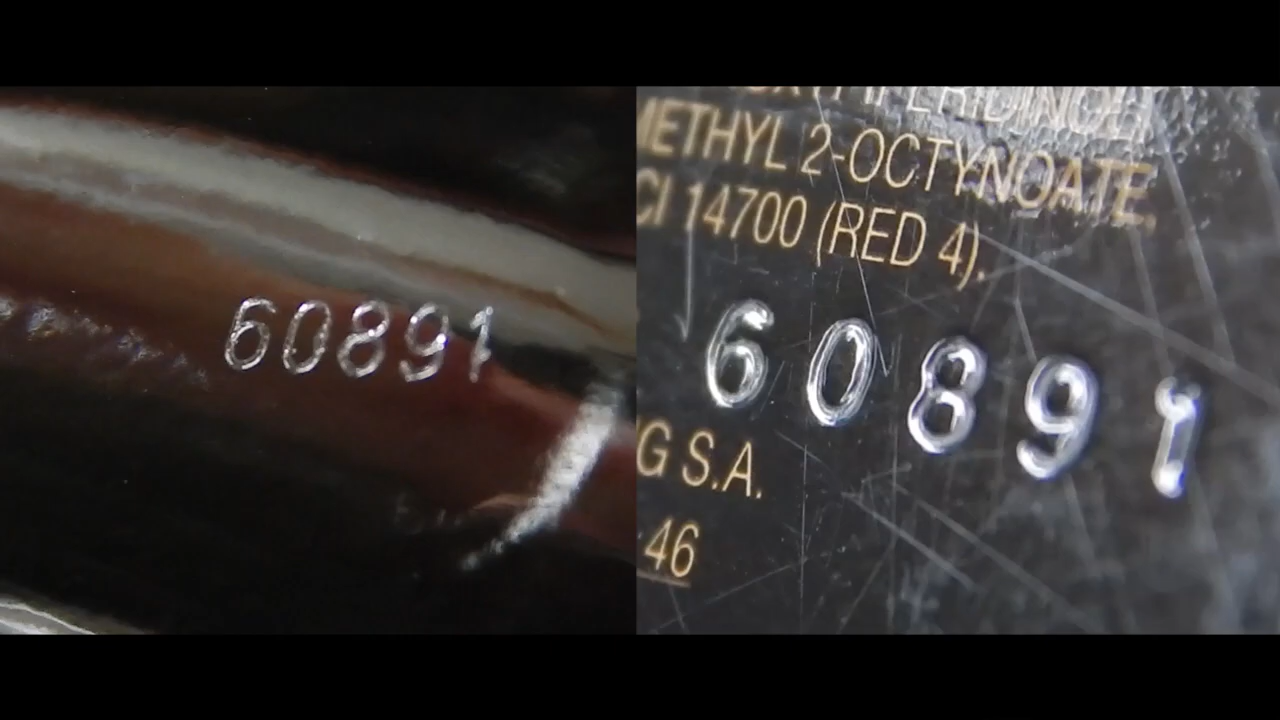 60891
METHYL 2-OCTYNOATE.
CI 14700 (RED 4).
60891
G S.A.
46